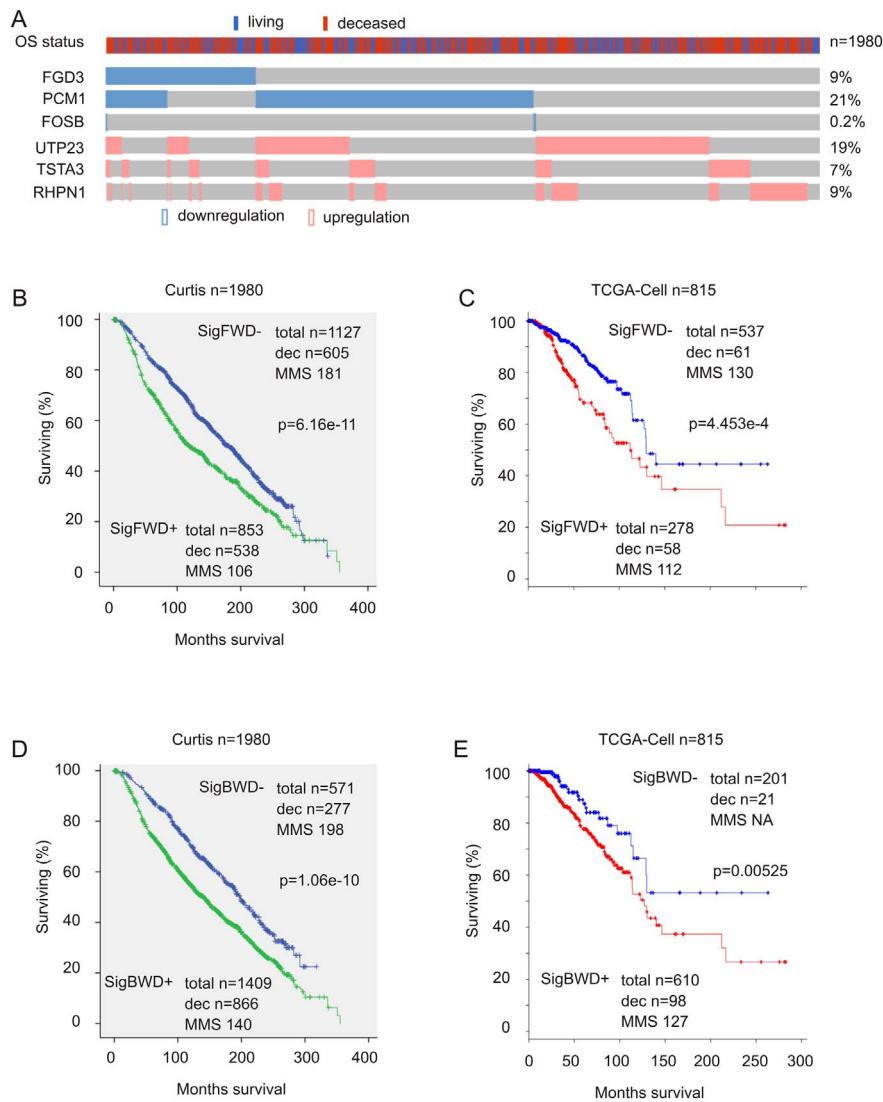 A
living deceased
OS status n=1980
FGD3 9%
PCM1 21%
FOSB 0.2%
UTP23 19%
TSTA3 7%
RHPN1 9%
downregulation upregulation
B
Curtis n=1980
100
80
60
40
20
0
Surviving (%)
SigFWD- total n=1127
dec n=605
MMS 181
p=6.16e-11
SigFWD+ total n=853
dec n=538
MMS 106
0 100 200 300 400
Months survival
C
TCGA-Cell n=815
100
80
60
40
20
0
Surviving (%)
SigFWD- total n=537
dec n=61
MMS 130
p=4.453e-4
SigFWD+ total n=278
dec n=58
MMS 112
D
Curtis n=1980
100
80
60
40
20
0
Surviving (%)
SigBWD- total n=571
dec n=277
MMS 198
p=1.06e-10
SigBWD+ total n=1409
dec n=866
MMS 140
0 100 200 300 400
Months survival
E
TCGA-Cell n=815
100
80
60
40
20
0
Surviving (%)
SigBWD- total n=201
dec n=21
MMS NA
p=0.00525
SigBWD+ total n=610
dec n=98
MMS 127
0 50 100 150 200 250 300
Months survival